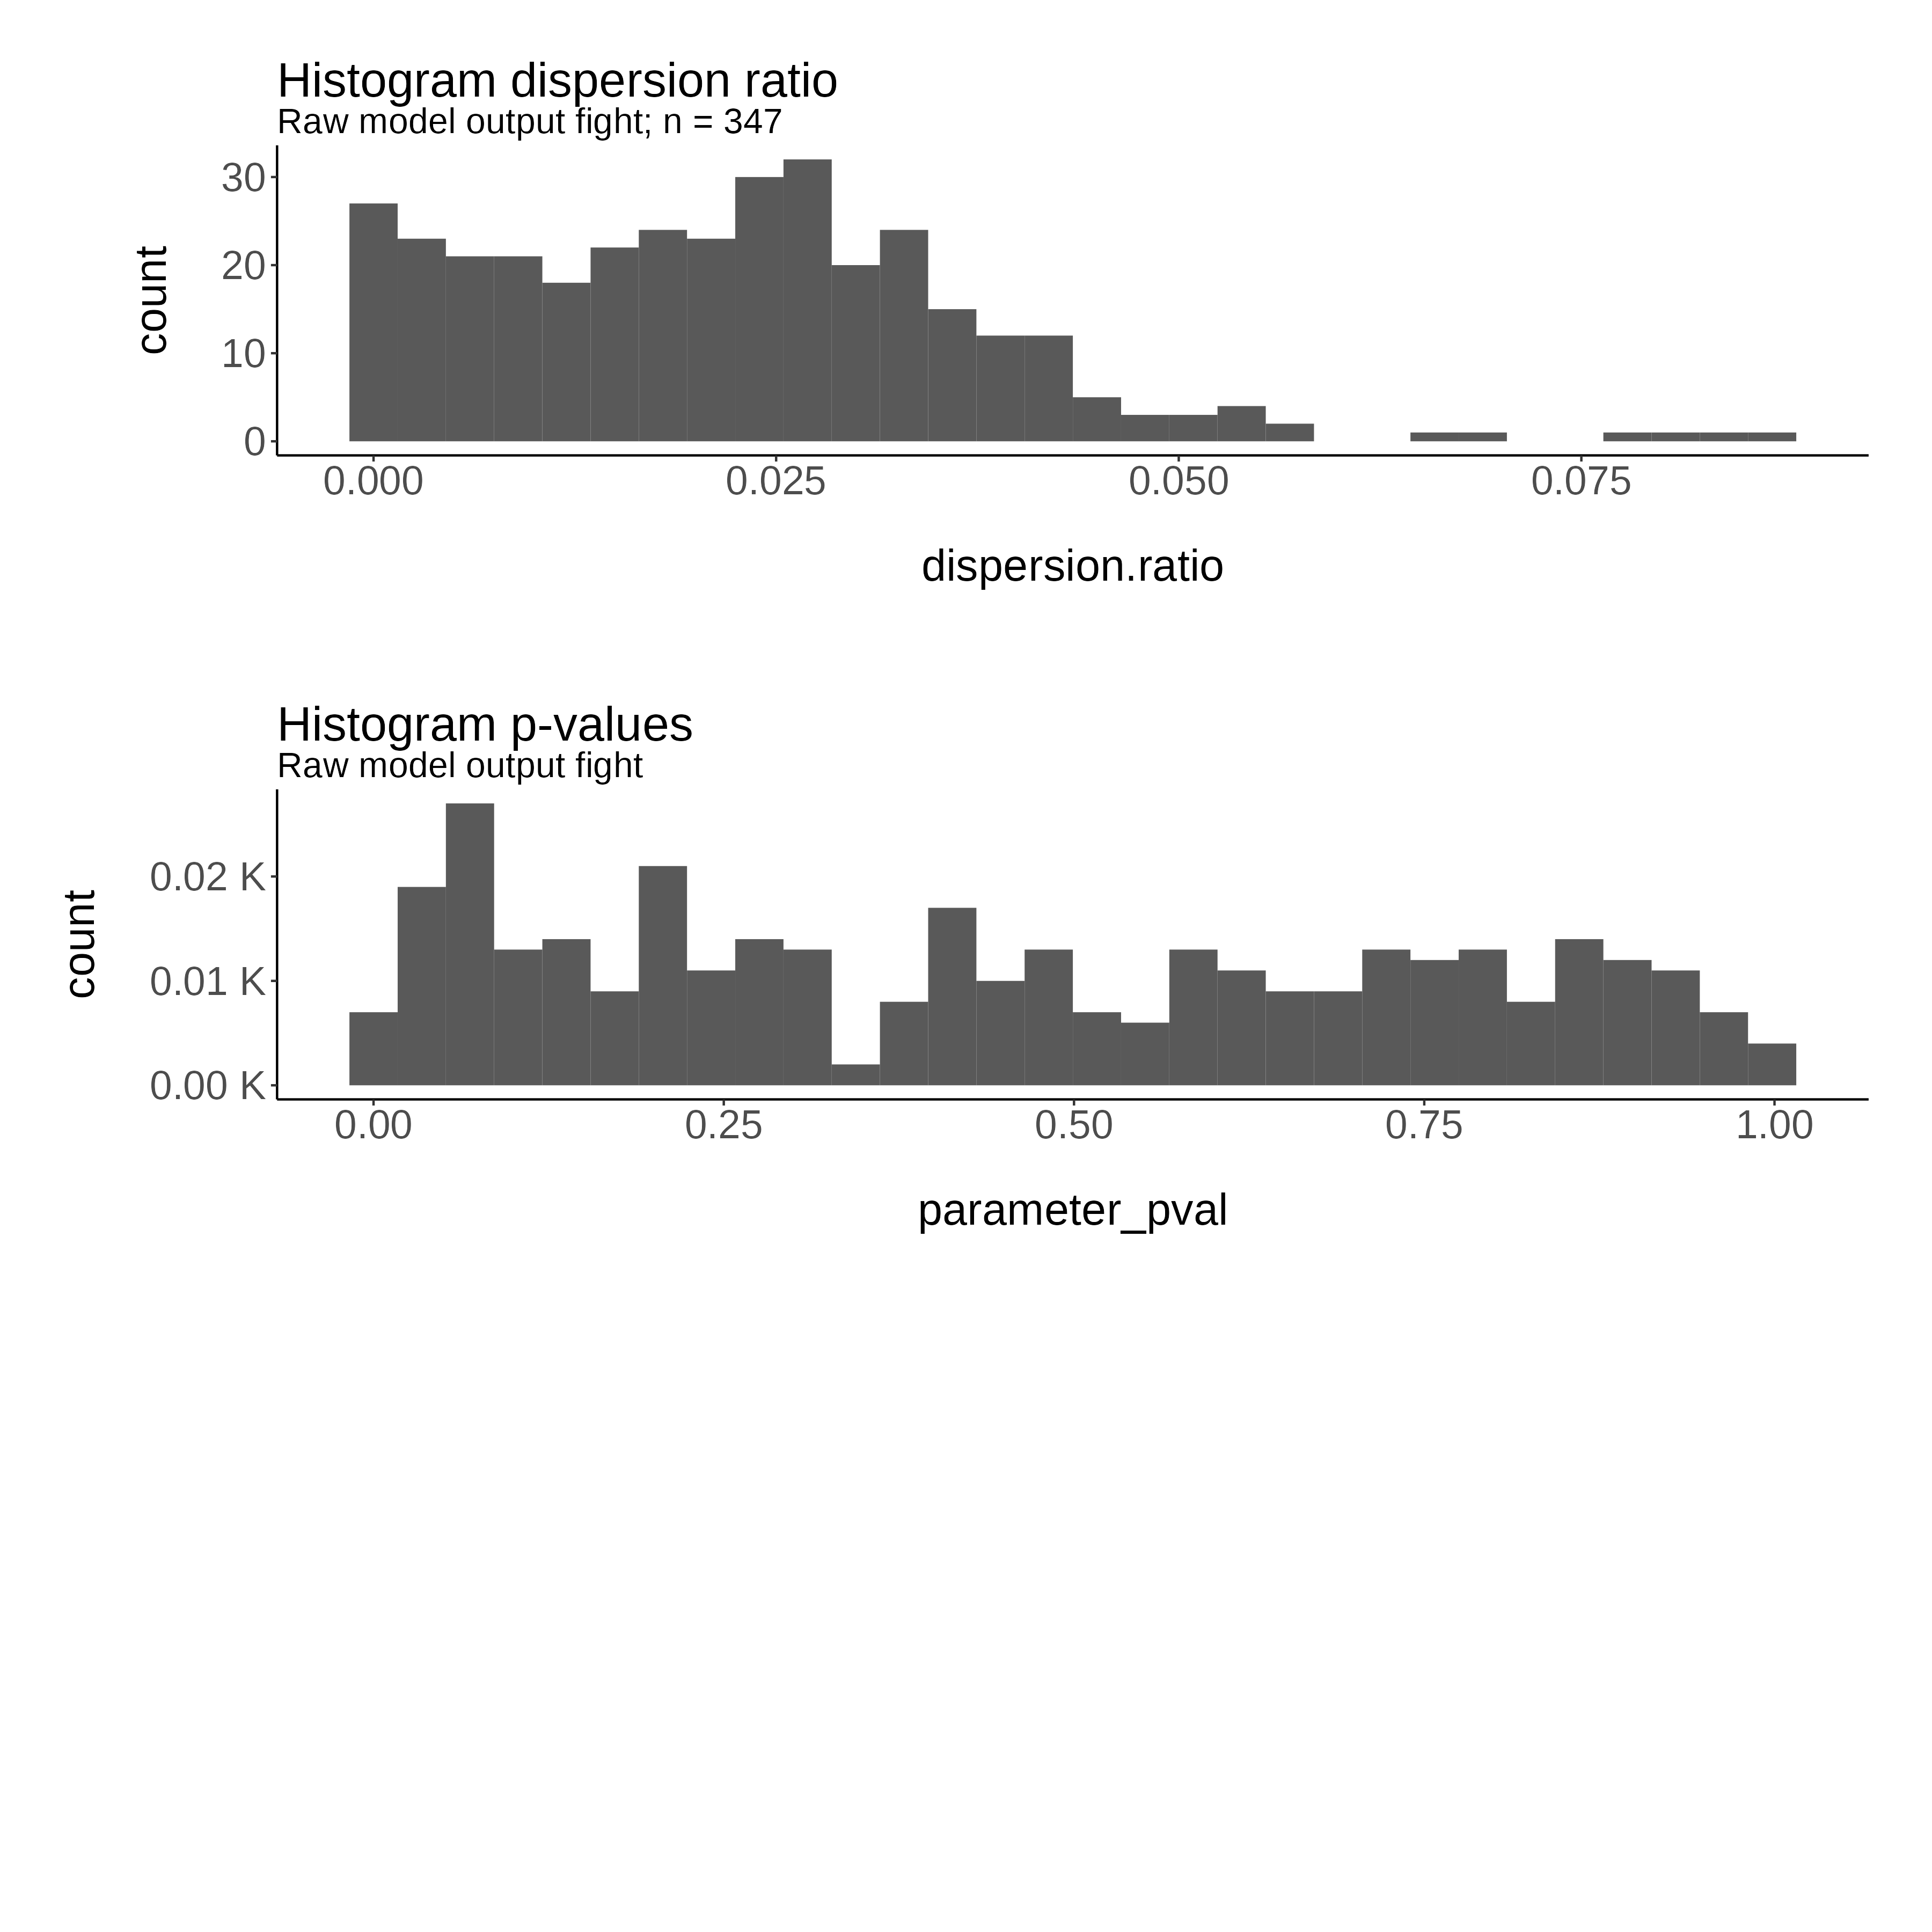 Histogram dispersion ratio
Raw model output fight; n = 347
count
30
20
10
0
0.000 0.025 0.050 0.075
dispersion.ratio
Histogram p-values
Raw model output fight
count
0.02 K
0.01 K
0.00 K
0.00 0.25 0.50 0.75 1.00
parameter_pval